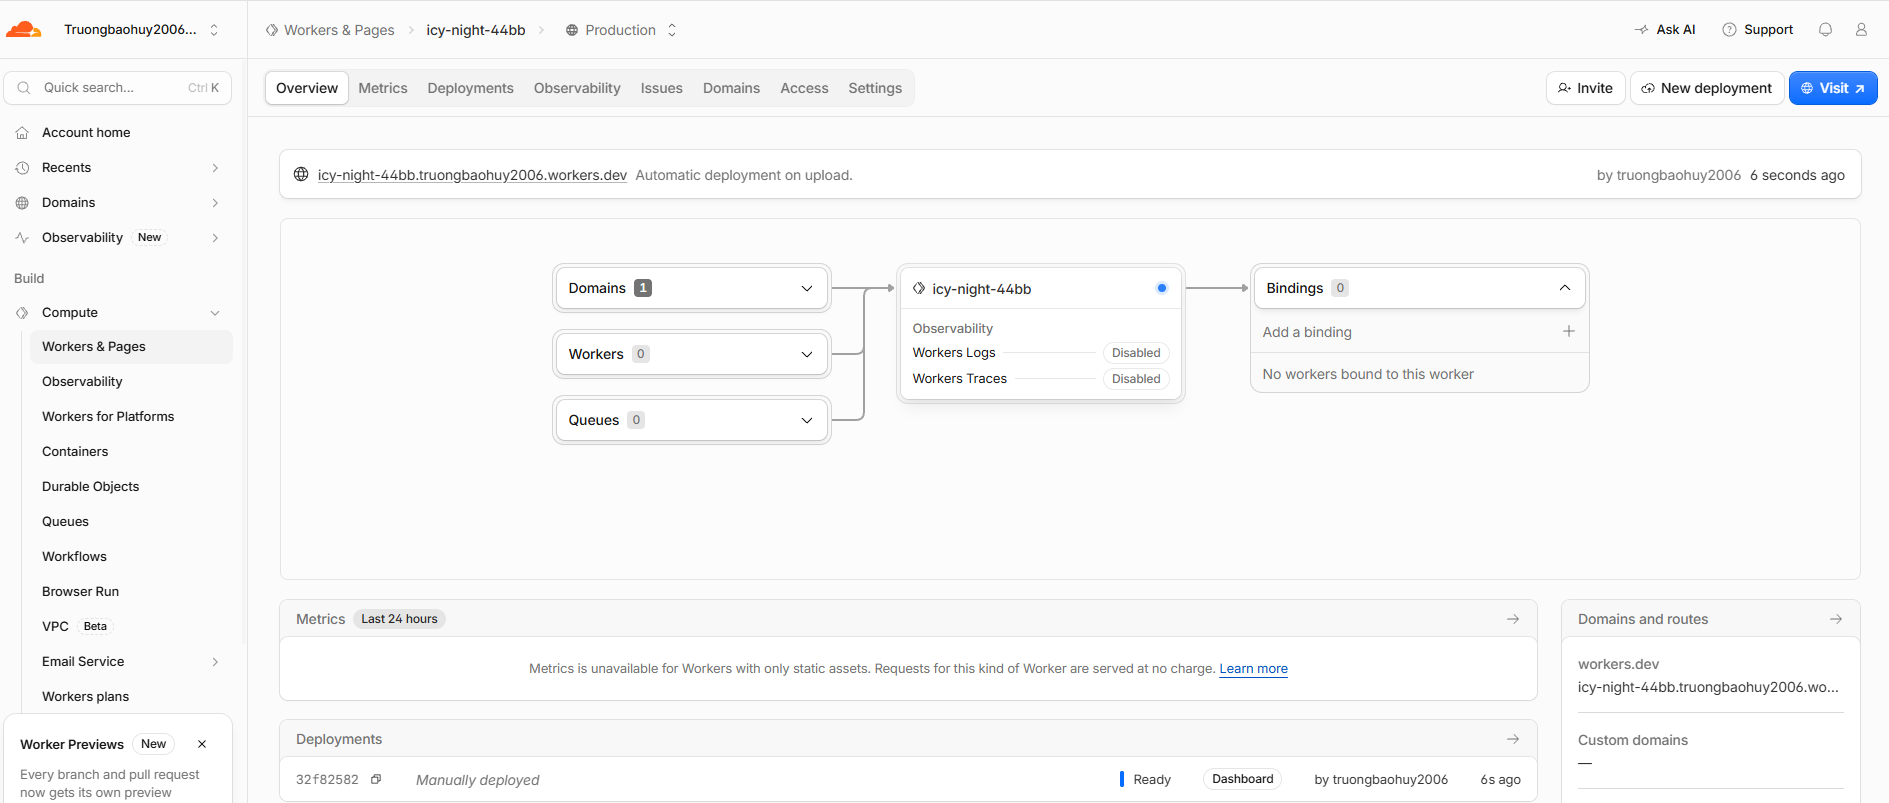 Truongbaohuy2006...
Workers & Pages
icy-night-44bb
Production
Ask AI
Support
Quick search...
Ctrl K
Overview
Metrics
Deployments
Observability
Issues
Domains
Access
Settings
Invite
New deployment
Visit
Account home
Recents
Domains
Observability New
Build
Compute
Workers & Pages
Observability
Workers for Platforms
Containers
Durable Objects
Queues
Workflows
Browser Run
VPC Beta
Email Service
Workers plans
Worker Previews New
Every branch and pull request
now gets its own preview
icy-night-44bb.truongbaohuy2006.workers.dev Automatic deployment on upload.
by truongbaohuy2006 6 seconds ago
Domains 1
Workers 0
Queues 0
icy-night-44bb
Observability
Workers Logs Disabled
Workers Traces Disabled
Bindings 0
Add a binding
No workers bound to this worker
Metrics Last 24 hours
Metrics is unavailable for Workers with only static assets. Requests for this kind of Worker are served at no charge. Learn more
Deployments
32f82582 Manually deployed Ready Dashboard by truongbaohuy2006 6s ago
Domains and routes
workers.dev
icy-night-44bb.truongbaohuy2006.wo...
Custom domains
—